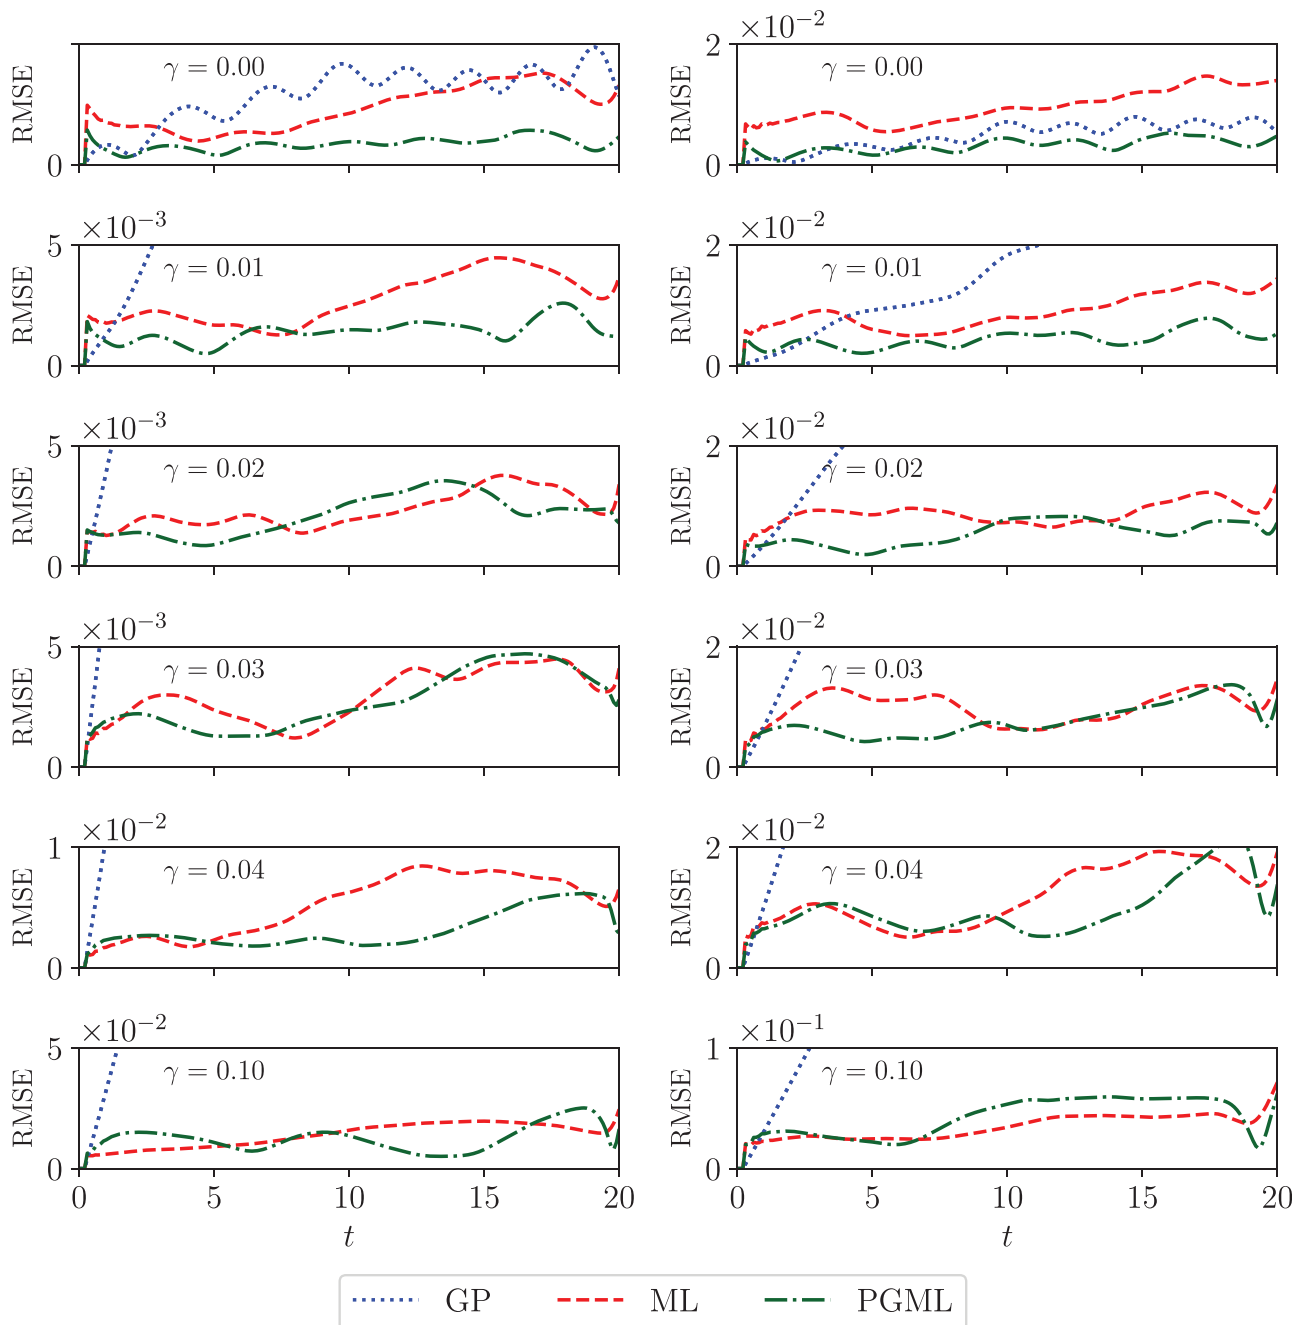 ×10⁻²
2
RMSE
γ = 0.00
0
RMSE
γ = 0.00
0
×10⁻³
5
RMSE
γ = 0.01
0
×10⁻²
2
RMSE
γ = 0.01
0
×10⁻³
5
RMSE
γ = 0.02
0
×10⁻²
2
RMSE
γ = 0.02
0
×10⁻³
5
RMSE
γ = 0.03
0
×10⁻²
2
RMSE
γ = 0.03
0
×10⁻²
1
RMSE
γ = 0.04
0
×10⁻²
2
RMSE
γ = 0.04
0
×10⁻²
5
RMSE
γ = 0.10
0
0 5 10 15 20
t
×10⁻¹
1
RMSE
γ = 0.10
0
0 5 10 15 20
t
GP ML PGML